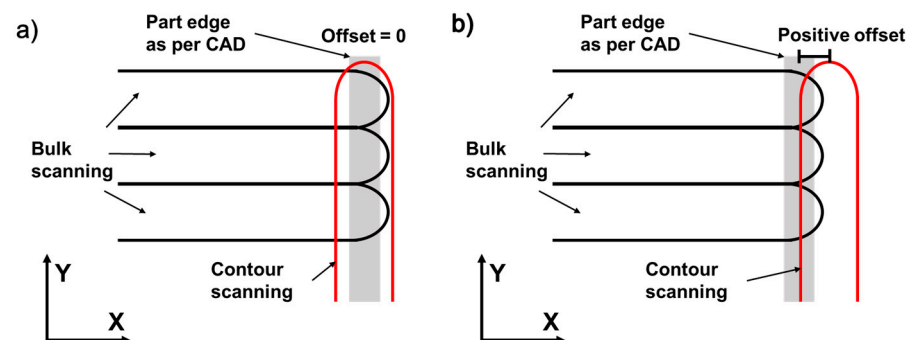 a)
Part edge
as per CAD
Offset = 0
Bulk
scanning
Contour
scanning
Y
X
b)
Part edge
as per CAD
Positive offset
Bulk
scanning
Contour
scanning
Y
X